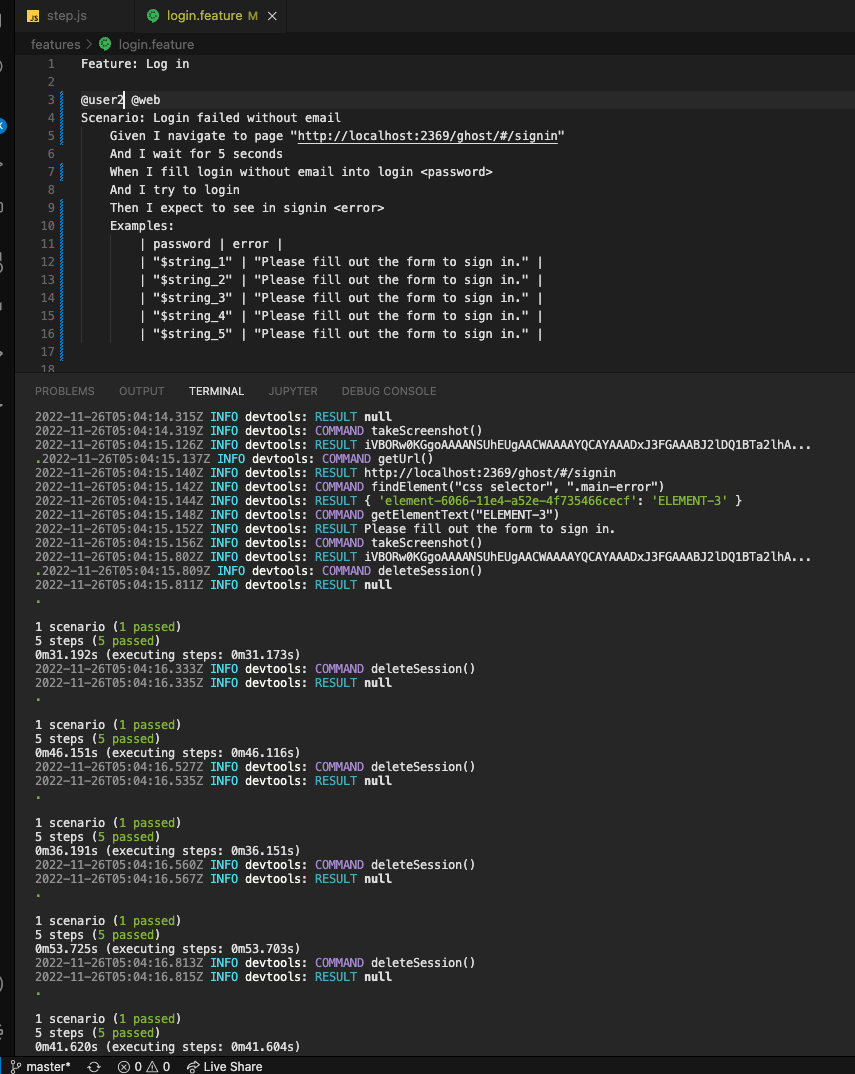 JS step.js login.feature M
features > login.feature
1 Feature: Log in
2
3 @user2 @web
4 Scenario: Login failed without email
5 Given I navigate to page "http://localhost:2369/ghost/#/signin"
6 And I wait for 5 seconds
7 When I fill login without email into login <password>
8 And I try to login
9 Then I expect to see in signin <error>
10 Examples:
11 | password | error |
12 | "$string_1" | "Please fill out the form to sign in." |
13 | "$string_2" | "Please fill out the form to sign in." |
14 | "$string_3" | "Please fill out the form to sign in." |
15 | "$string_4" | "Please fill out the form to sign in." |
16 | "$string_5" | "Please fill out the form to sign in." |
17
18
PROBLEMS OUTPUT TERMINAL JUPYTER DEBUG CONSOLE
2022-11-26T05:04:14.315Z INFO devtools: RESULT null
2022-11-26T05:04:14.319Z INFO devtools: COMMAND takeScreenshot()
2022-11-26T05:04:15.126Z INFO devtools: RESULT iVBORw0KGgoAAAANSUhEUgAACWAAAAYQCAYAAADxJ3FGAAABJ2lDQ1BTa2lhA...
.2022-11-26T05:04:15.137Z INFO devtools: COMMAND getUrl()
2022-11-26T05:04:15.140Z INFO devtools: RESULT http://localhost:2369/ghost/#/signin
2022-11-26T05:04:15.142Z INFO devtools: COMMAND findElement("css selector", ".main-error")
2022-11-26T05:04:15.144Z INFO devtools: RESULT { 'element-6066-11e4-a52e-4f735466cecf': 'ELEMENT-3' }
2022-11-26T05:04:15.148Z INFO devtools: COMMAND getElementText("ELEMENT-3")
2022-11-26T05:04:15.152Z INFO devtools: RESULT Please fill out the form to sign in.
2022-11-26T05:04:15.156Z INFO devtools: COMMAND takeScreenshot()
2022-11-26T05:04:15.802Z INFO devtools: RESULT iVBORw0KGgoAAAANSUhEUgAACWAAAAYQCAYAAADxJ3FGAAABJ2lDQ1BTa2lhA...
.2022-11-26T05:04:15.809Z INFO devtools: COMMAND deleteSession()
2022-11-26T05:04:15.811Z INFO devtools: RESULT null
.
1 scenario (1 passed)
5 steps (5 passed)
0m31.192s (executing steps: 0m31.173s)
2022-11-26T05:04:16.333Z INFO devtools: COMMAND deleteSession()
2022-11-26T05:04:16.335Z INFO devtools: RESULT null
.
1 scenario (1 passed)
5 steps (5 passed)
0m46.151s (executing steps: 0m46.116s)
2022-11-26T05:04:16.527Z INFO devtools: COMMAND deleteSession()
2022-11-26T05:04:16.535Z INFO devtools: RESULT null
.
1 scenario (1 passed)
5 steps (5 passed)
0m36.191s (executing steps: 0m36.151s)
2022-11-26T05:04:16.560Z INFO devtools: COMMAND deleteSession()
2022-11-26T05:04:16.567Z INFO devtools: RESULT null
.
1 scenario (1 passed)
5 steps (5 passed)
0m53.725s (executing steps: 0m53.703s)
2022-11-26T05:04:16.813Z INFO devtools: COMMAND deleteSession()
2022-11-26T05:04:16.815Z INFO devtools: RESULT null
.
1 scenario (1 passed)
5 steps (5 passed)
0m41.620s (executing steps: 0m41.604s)
master* 0 0 Live Share